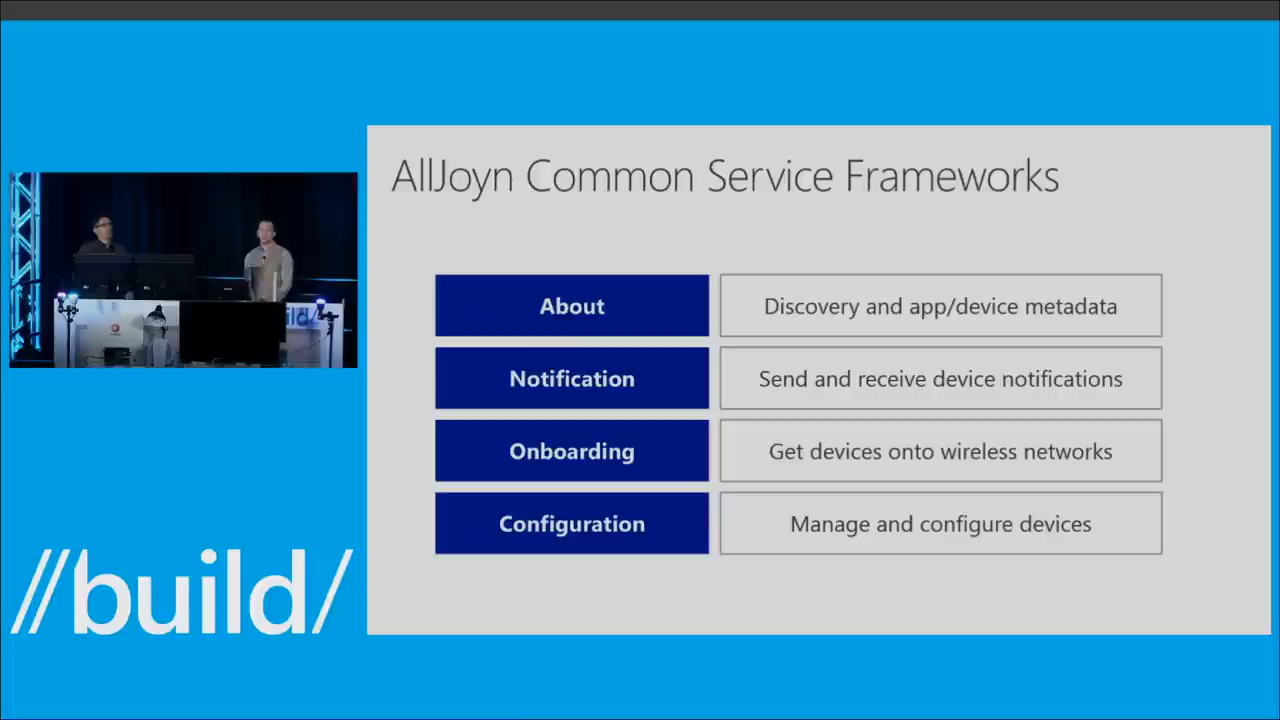 AllJoyn Common Service Frameworks
About
Discovery and app/device metadata
Notification
Send and receive device notifications
Onboarding
Get devices onto wireless networks
Configuration
Manage and configure devices
//build/